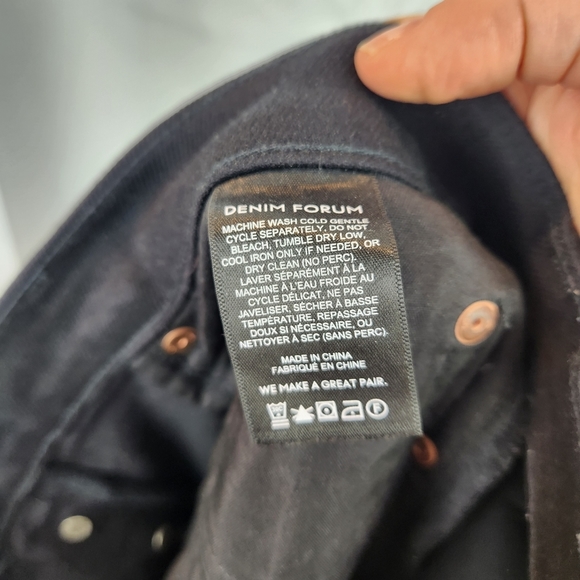 DENIM FORUM
MACHINE WASH COLD GENTLE
CYCLE SEPARATELY, DO NOT
BLEACH, TUMBLE DRY LOW,
COOL IRON ONLY IF NEEDED, OR
DRY CLEAN (NO PERC).
LAVER SÉPARÉMENT À LA
MACHINE À L'EAU FROIDE AU
CYCLE DÉLICAT, NE PAS
JAVELISER, SÈCHER À BASSE
TEMPÉRATURE, REPASSAGE
DOUX SI NÉCESSAIRE, OU
NETTOYER À SEC (SANS PERC).
MADE IN CHINA
FABRIQUÉ EN CHINE
WE MAKE A GREAT PAIR.